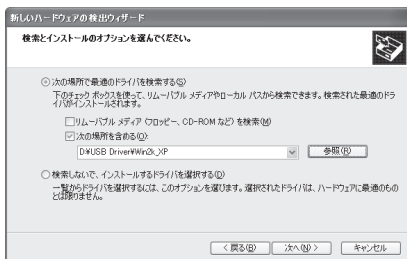 新しいハードウェアの検出ウィザード
検索とインストールのオプションを選んでください。
次の場所で最適のドライバを検索する(S)
下のチェック ボックスを使って、リムーバブル メディアやローカル パスから検索できます。検索された最適のドラ
イバがインストールされます。
リムーバブル メディア (フロッピー、CD-ROM など) を検索(M)
次の場所を含める(O):
D:¥USB Driver¥Win2k_XP
参照(R)
検索しないで、インストールするドライバを選択する(D)
一覧からドライバを選択するには、このオプションを選びます。選択されたドライバは、ハードウェアに最適のもの
とは限りません。
< 戻る(B)
次へ(N) >
キャンセル